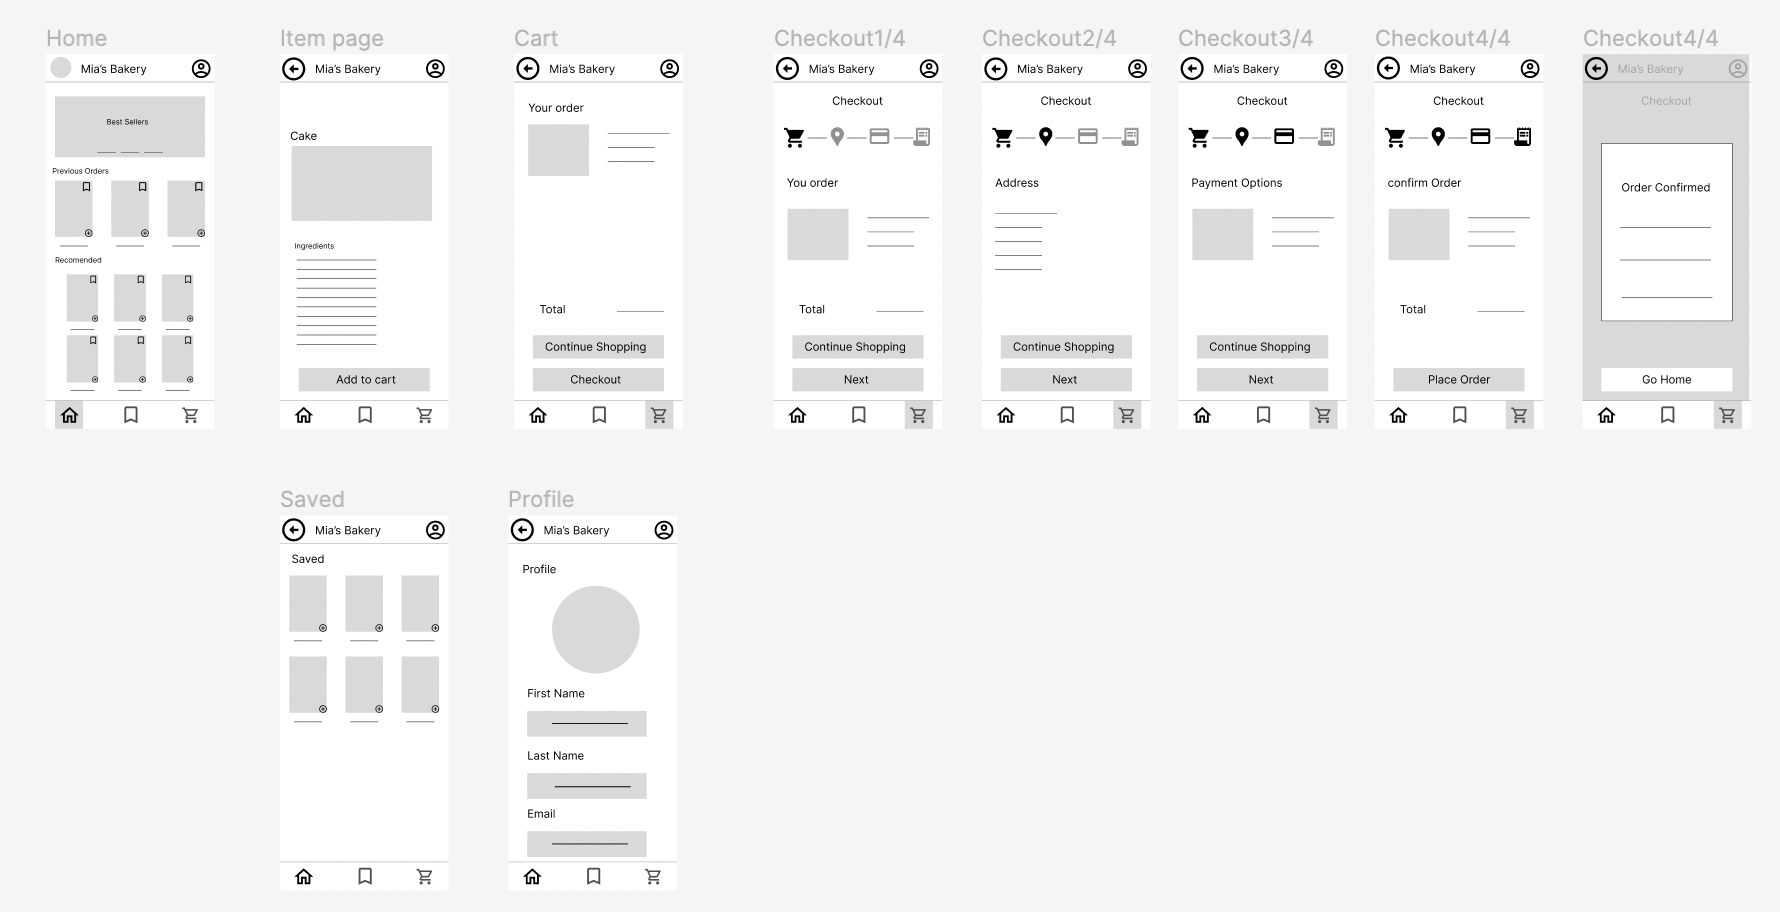 Home
Mia's Bakery
Best Sellers
Previous Orders
Recomended
Item page
Mia's Bakery
Cake
Ingredients
Add to cart
Cart
Mia's Bakery
Your order
Total
Continue Shopping
Checkout
Checkout1/4
Mia's Bakery
Checkout
You order
Total
Continue Shopping
Next
Checkout2/4
Mia's Bakery
Checkout
Address
Continue Shopping
Next
Checkout3/4
Mia's Bakery
Checkout
Payment Options
Continue Shopping
Next
Checkout4/4
Mia's Bakery
Checkout
confirm Order
Total
Place Order
Checkout4/4
Mia's Bakery
Checkout
Order Confirmed
Go Home
Saved
Mia's Bakery
Saved
Profile
Mia's Bakery
Profile
First Name
Last Name
Email